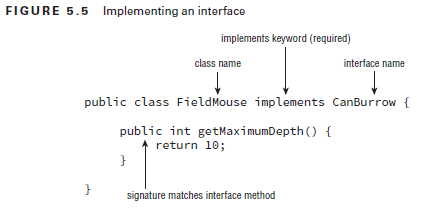 FIGURE 5.5 Implementing an interface
implements keyword (required)
class name interface name
public class FieldMouse implements CanBurrow {
public int getMaximumDepth() {
return 10;
}
}
signature matches interface method